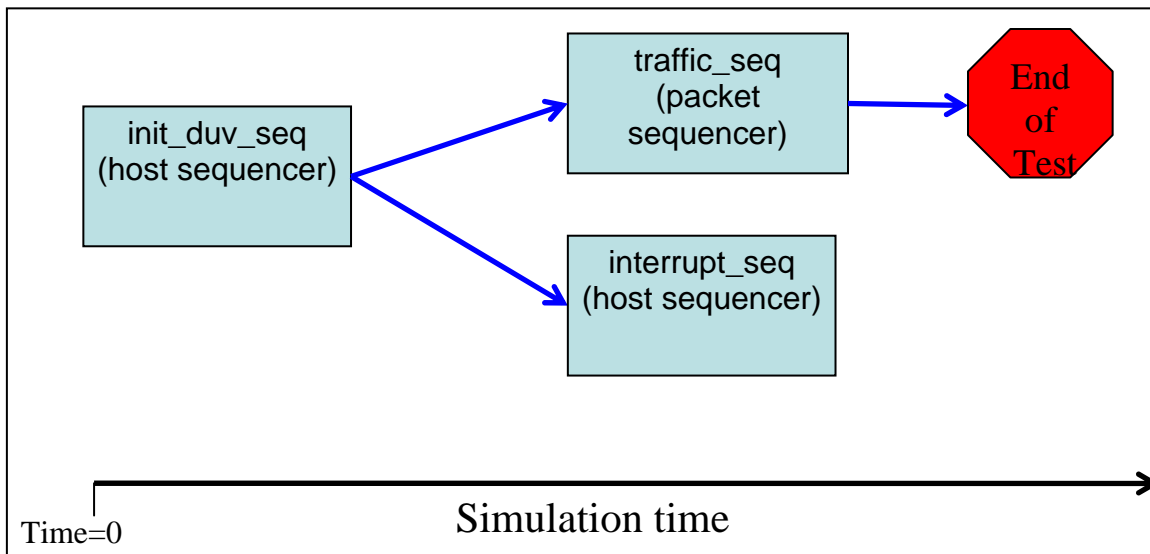 init_duv_seq
(host sequencer)
traffic_seq
(packet
sequencer)
End
of
Test
interrupt_seq
(host sequencer)
Time=0
Simulation time